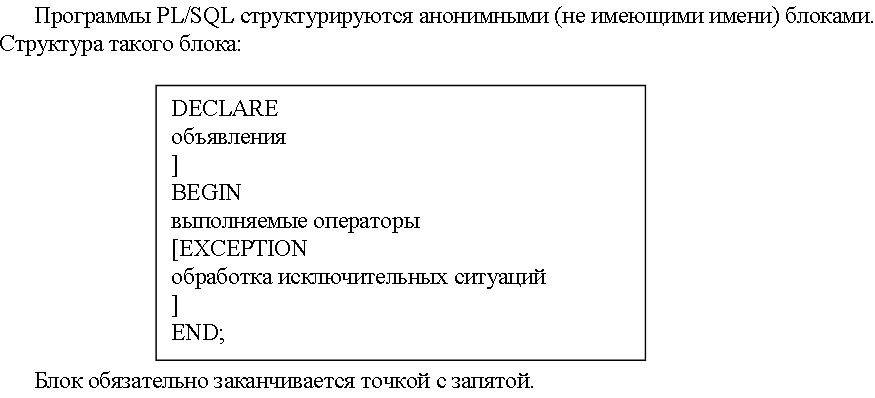 Программы PL/SQL структурируются анонимными (не имеющими имени) блоками.
Структура такого блока:
DECLARE
объявления
]
BEGIN
выполняемые операторы
[EXCEPTION
обработка исключительных ситуаций
]
END;
Блок обязательно заканчивается точкой с запятой.